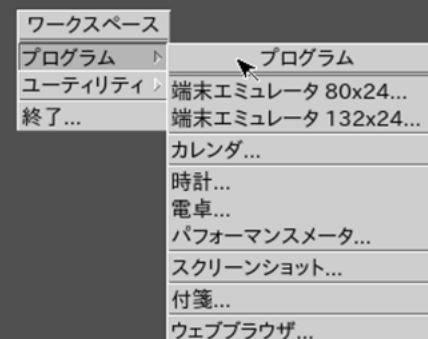 ワークスペース
プログラム
ユーティリティ
終了...
プログラム
端末エミュレータ 80x24...
端末エミュレータ 132x24...
カレンダ...
時計...
電卓...
パフォーマンスメータ...
スクリーンショット...
付箋...
ウェブブラウザ...